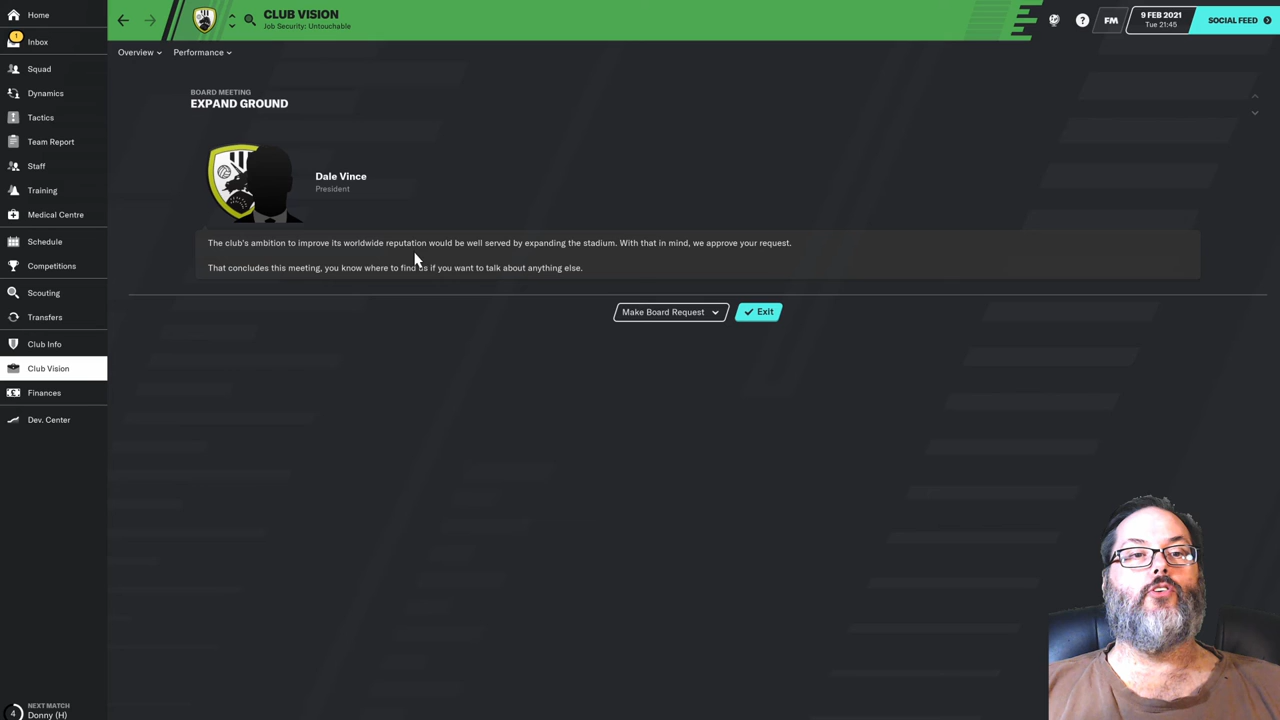 Home
1
Inbox
Squad
Dynamics
Tactics
Team Report
Staff
Training
Medical Centre
Schedule
Competitions
Scouting
Transfers
Club Info
Club Vision
Finances
Dev. Center
4
NEXT MATCH
Donny (H)
CLUB VISION
Job Security: Untouchable
?
FM
9 FEB 2021
Tue 21:45
SOCIAL FEED
Overview
Performance
BOARD MEETING
EXPAND GROUND
Dale Vince
President
The club's ambition to improve its worldwide reputation would be well served by expanding the stadium. With that in mind, we approve your request.
That concludes this meeting, you know where to find us if you want to talk about anything else.
Make Board Request
Exit